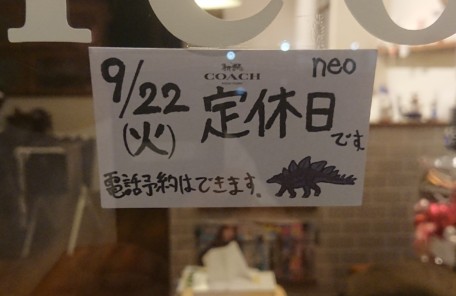 neo
COACH
9/22
(火)
定休日
です
電話予約はできます。